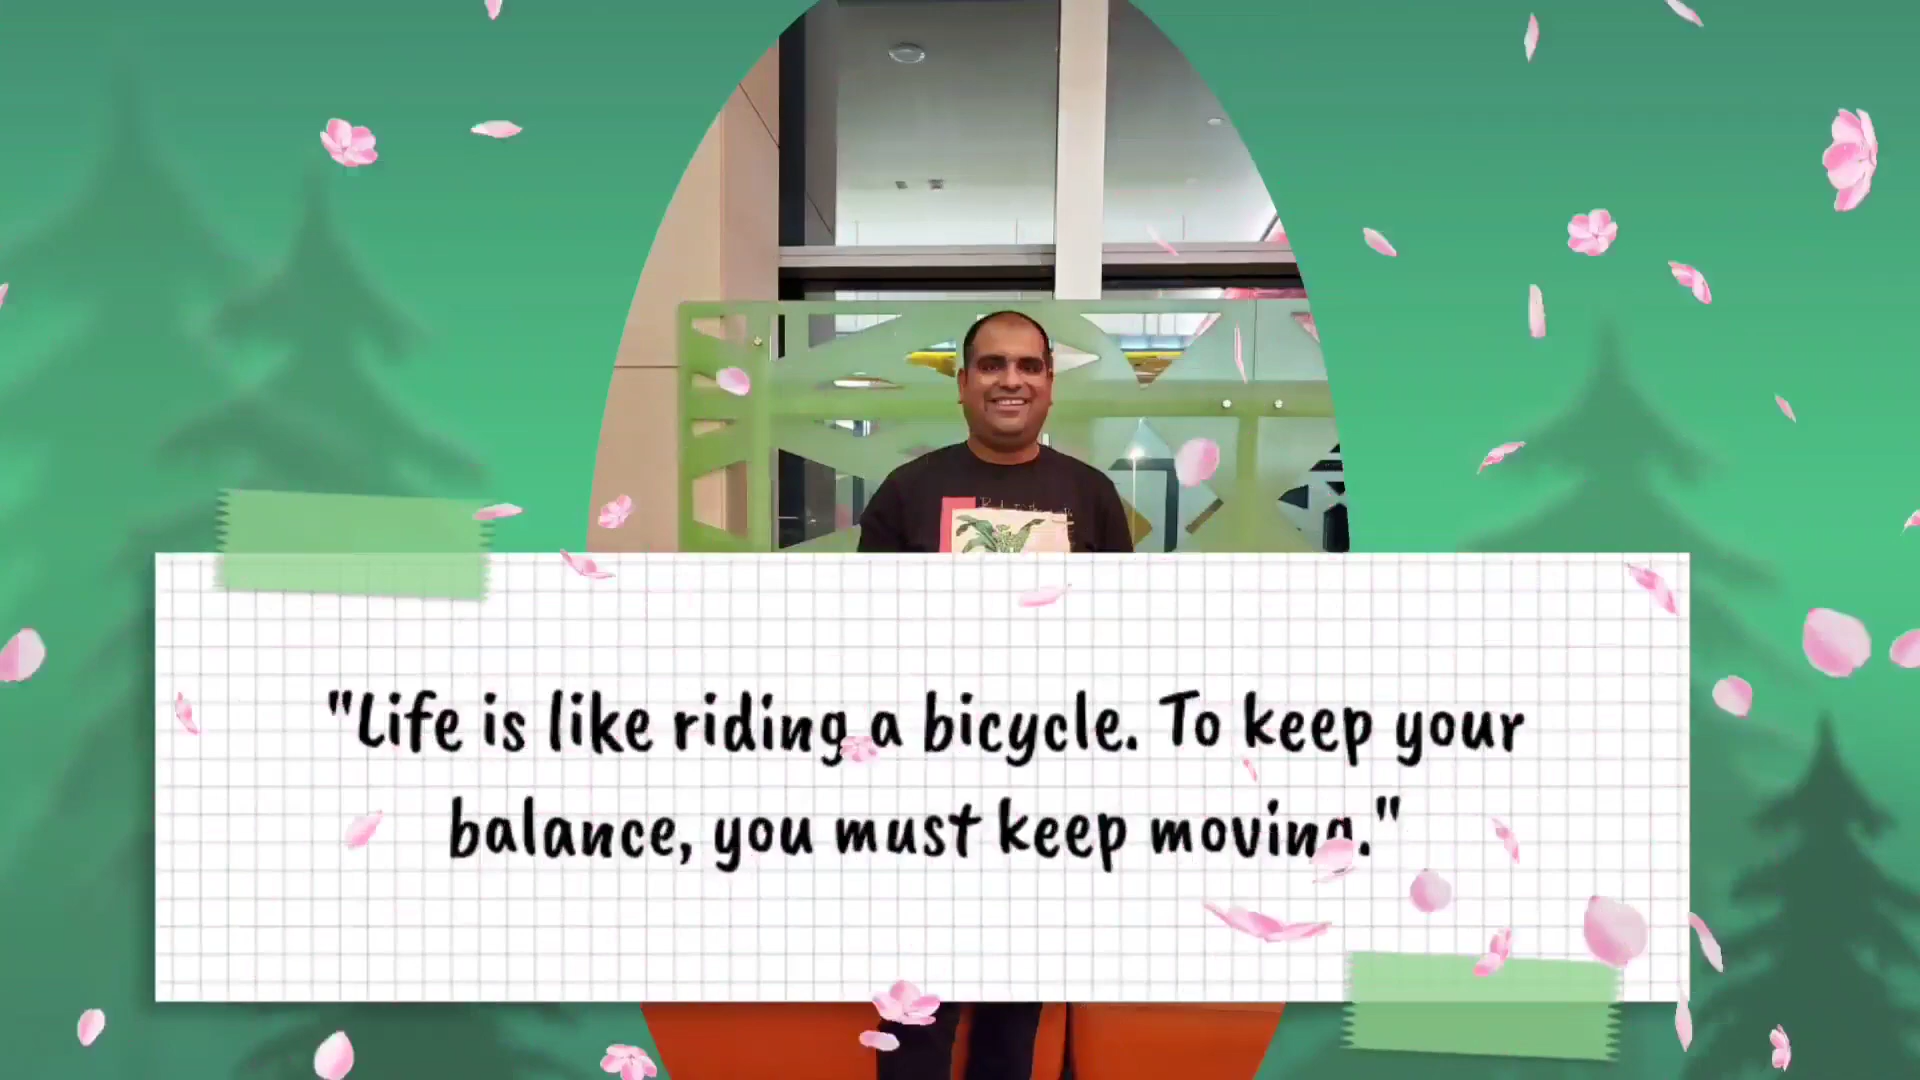 "Life is like riding a bicycle. To keep your
balance, you must keep moving."